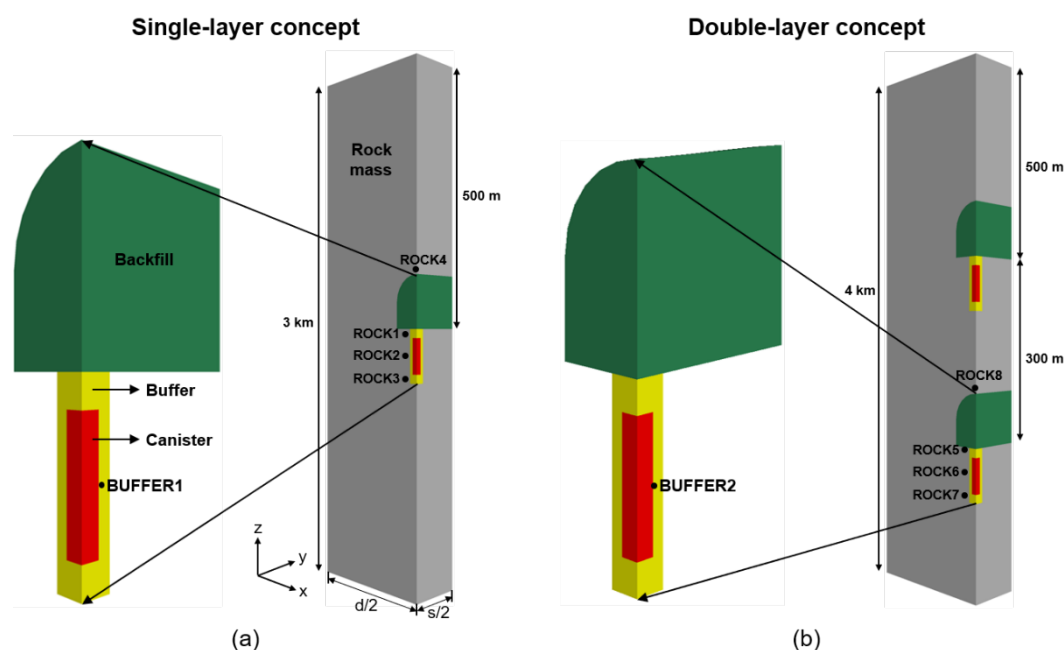 Single-layer concept
Rock
mass
500 m
ROCK4
Backfill
3 km
ROCK1
ROCK2
ROCK3
Buffer
Canister
BUFFER1
z
y
x
d/2
s/2
(a)
Double-layer concept
500 m
4 km
300 m
ROCK8
ROCK5
ROCK6
ROCK7
BUFFER2
(b)